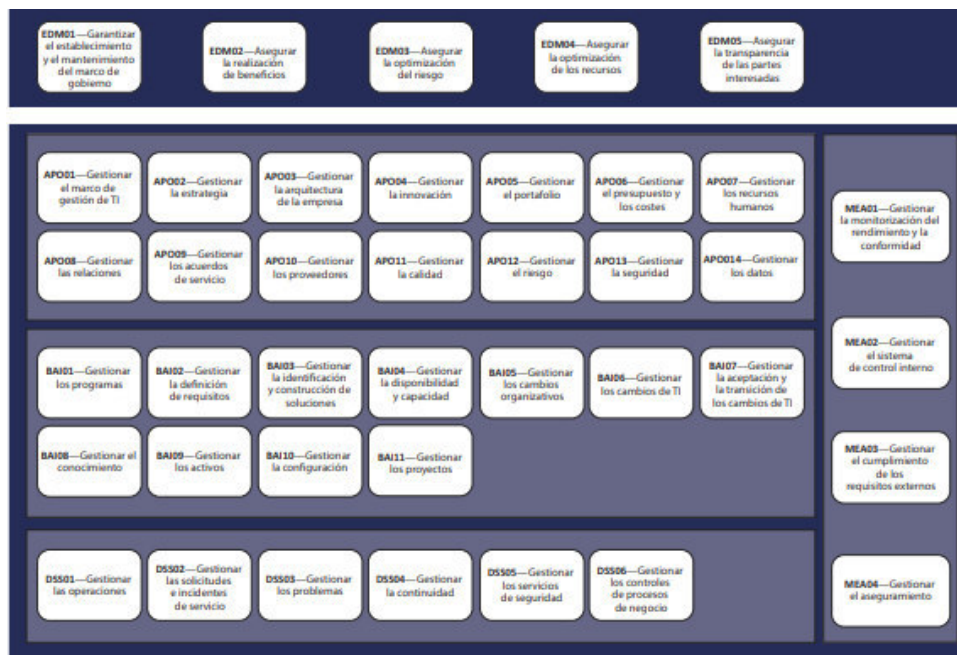 EDM01—Garantizar
el establecimiento
y el mantenimiento
del marco de
gobierno
EDM02—Asegurar
la realización
de beneficios
EDM03—Asegurar
la optimización
del riesgo
EDM04—Asegurar
la optimización
de los recursos
EDM05—Asegurar
la transparencia
de las partes
interesadas
APO01—Gestionar
el marco de
gestión de TI
APO02—Gestionar
la estrategia
APO03—Gestionar
la arquitectura
de la empresa
APO04—Gestionar
la innovación
APO05—Gestionar
el portafolio
APO06—Gestionar
el presupuesto y
los costes
APO07—Gestionar
los recursos
humanos
APO08—Gestionar
las relaciones
APO09—Gestionar
los acuerdos
de servicio
APO10—Gestionar
los proveedores
APO11—Gestionar
la calidad
APO12—Gestionar
el riesgo
APO13—Gestionar
la seguridad
APO014—Gestionar
los datos
BAI01—Gestionar
los programas
BAI02—Gestionar
la definición
de requisitos
BAI03—Gestionar
la identificación
y construcción de
soluciones
BAI04—Gestionar
la disponibilidad
y capacidad
BAI05—Gestionar
los cambios
organizativos
BAI06—Gestionar
los cambios de TI
BAI07—Gestionar
la aceptación y
la transición de
los cambios de TI
BAI08—Gestionar el
conocimiento
BAI09—Gestionar
los activos
BAI10—Gestionar
la configuración
BAI11—Gestionar
los proyectos
DSS01—Gestionar
las operaciones
DSS02—Gestionar
las solicitudes
e incidentes
de servicio
DSS03—Gestionar
los problemas
DSS04—Gestionar
la continuidad
DSS05—Gestionar
los servicios
de seguridad
DSS06—Gestionar
los controles
de procesos
de negocio
MEA01—Gestionar
la monitorización del
rendimiento y la
conformidad
MEA02—Gestionar
el sistema
de control interno
MEA03—Gestionar
el cumplimiento
de los
requisitos externos
MEA04—Gestionar
el aseguramiento